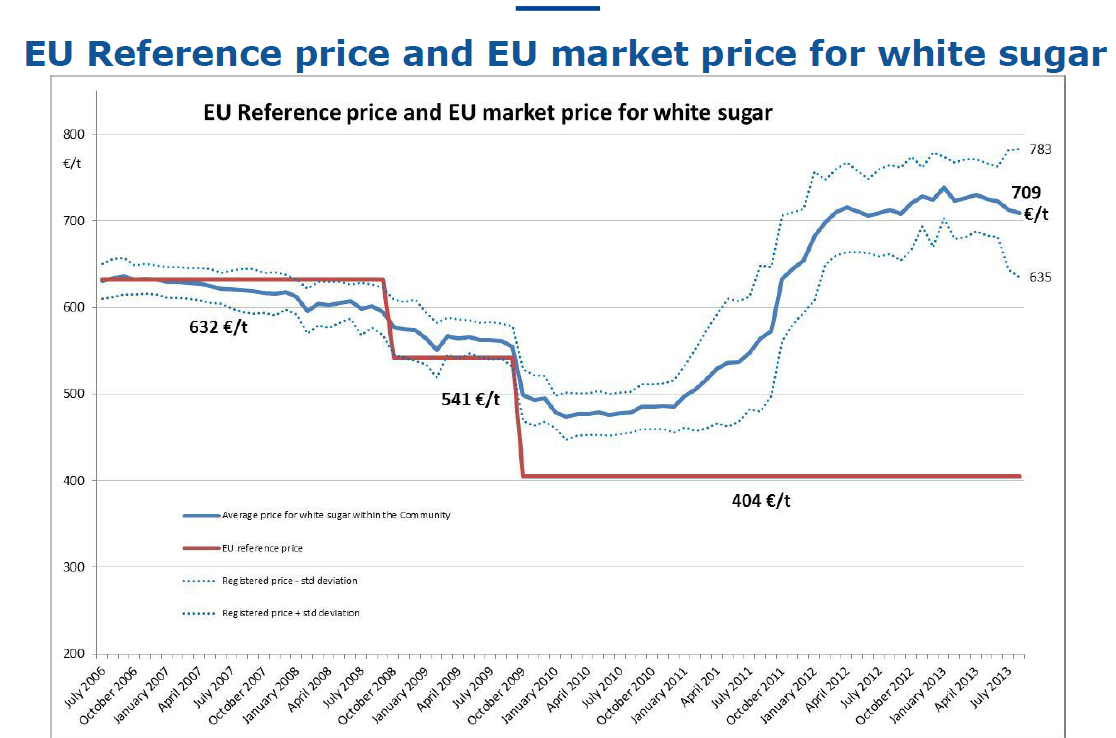 EU Reference price and EU market price for white sugar
EU Reference price and EU market price for white sugar
800
€/t
783
709
€/t
700
635
600
632 €/t
541 €/t
500
400
404 €/t
Average price for white sugar within the Community
EU reference price
300
Registered price - std deviation
Registered price + std deviation
200
July 2006
October 2006
January 2007
April 2007
July 2007
October 2007
January 2008
April 2008
July 2008
October 2008
January 2009
April 2009
July 2009
October 2009
January 2010
April 2010
July 2010
October 2010
January 2011
April 201
July 2011
October 2011
January 2012
April 2012
July 2012
October 2012
January 2013
April 2013
July 2013